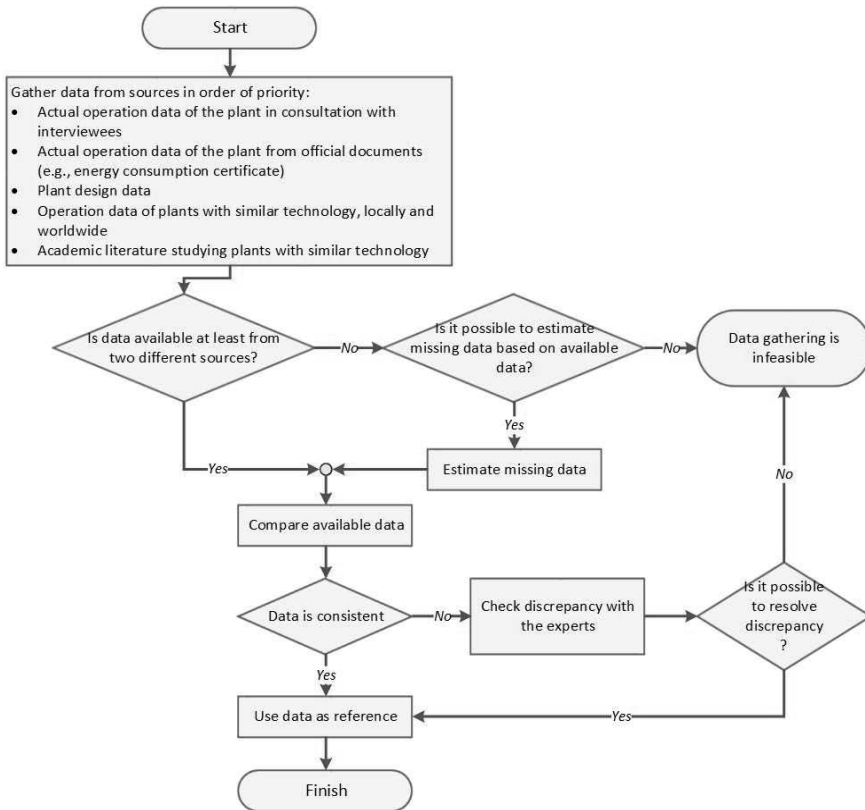 Start
Gather data from sources in order of priority:
• Actual operation data of the plant in consultation with
interviewees
• Actual operation data of the plant from official documents
(e.g., energy consumption certificate)
• Plant design data
• Operation data of plants with similar technology, locally and
worldwide
• Academic literature studying plants with similar technology
Is data available at least from
two different sources?
No
Is it possible to estimate
missing data based on available
data?
No
Data gathering is
infeasible
Yes
Yes
Estimate missing data
No
Compare available data
Data is consistent
No
Check discrepancy with
the experts
Is it possible
to resolve
discrepancy
?
Yes
Use data as reference
Yes
Finish